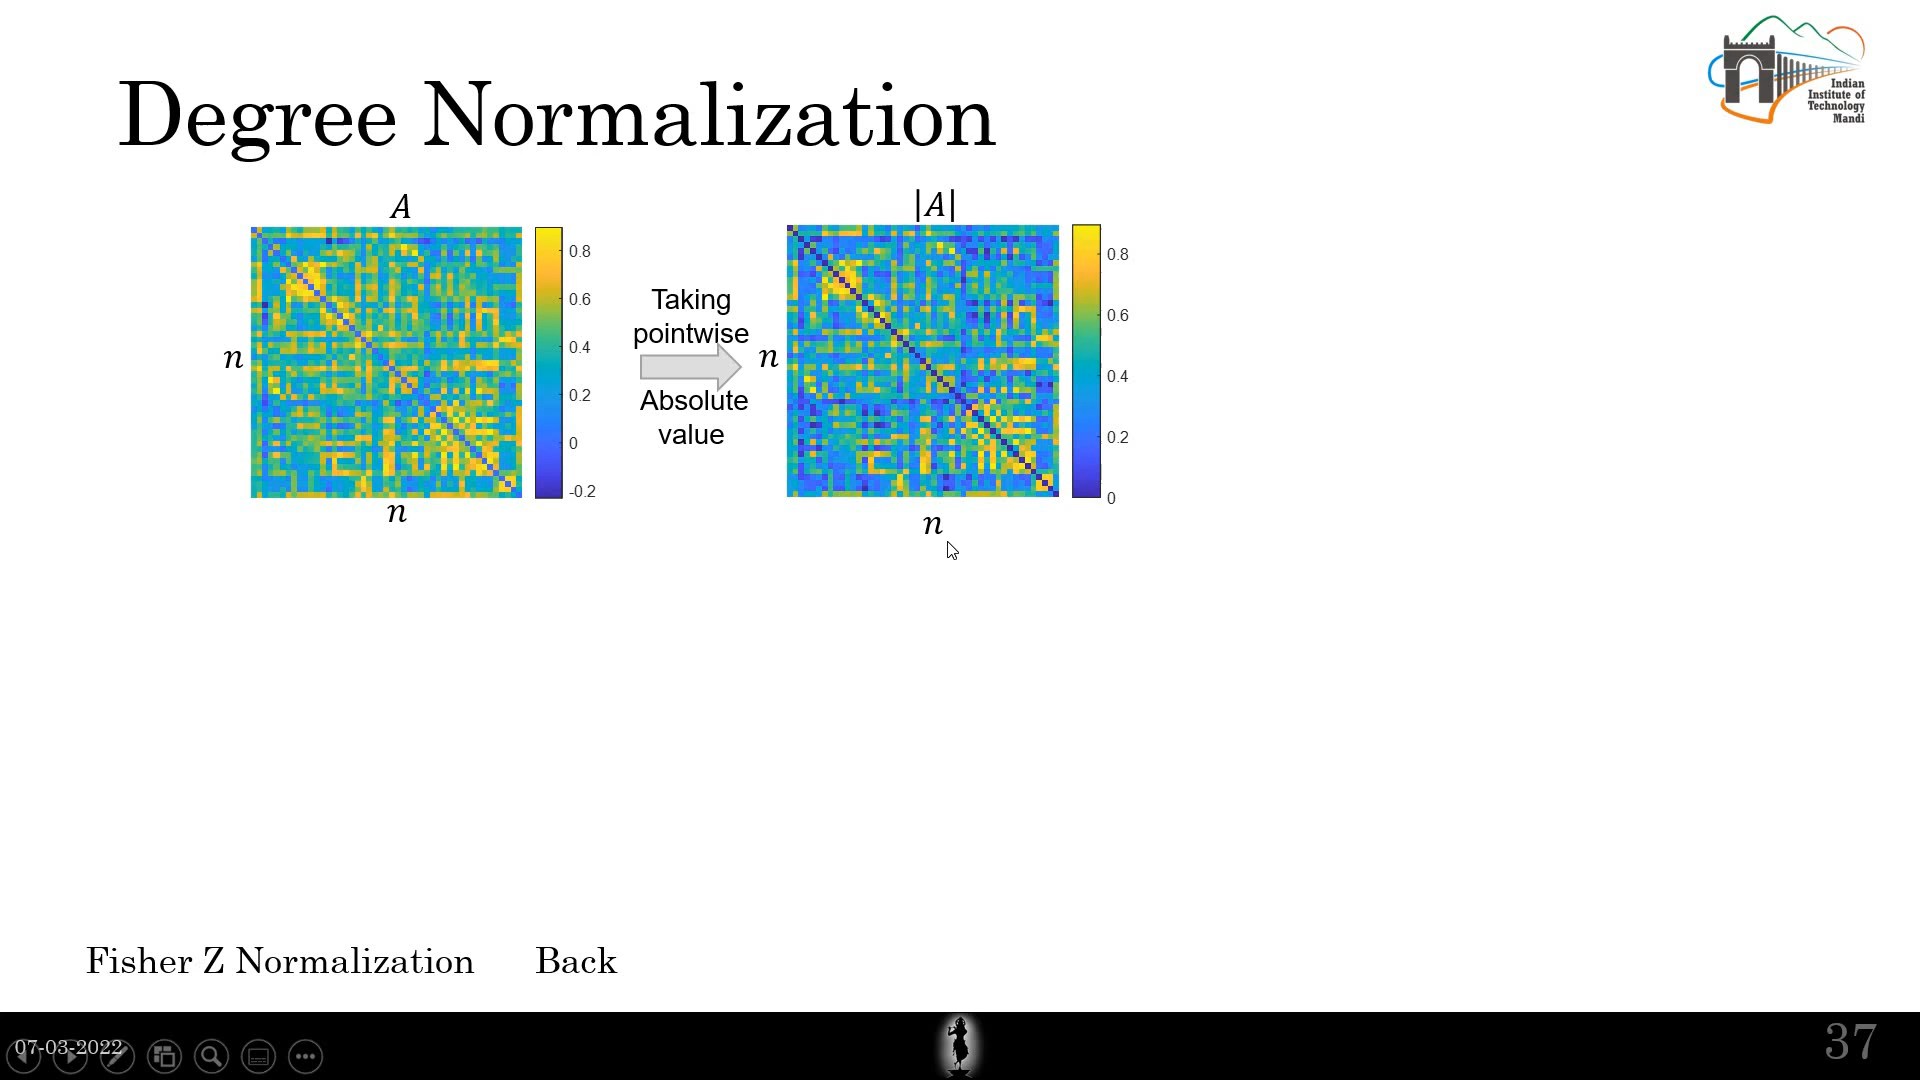 Indian
Institute of
Technology
Mandi
Degree Normalization
A
0.8
0.6
0.4
0.2
0
-0.2
n
n
Taking
pointwise
Absolute
value
|A|
0.8
0.6
0.4
0.2
0
n
n
Fisher Z Normalization
Back
07-03-2022
37